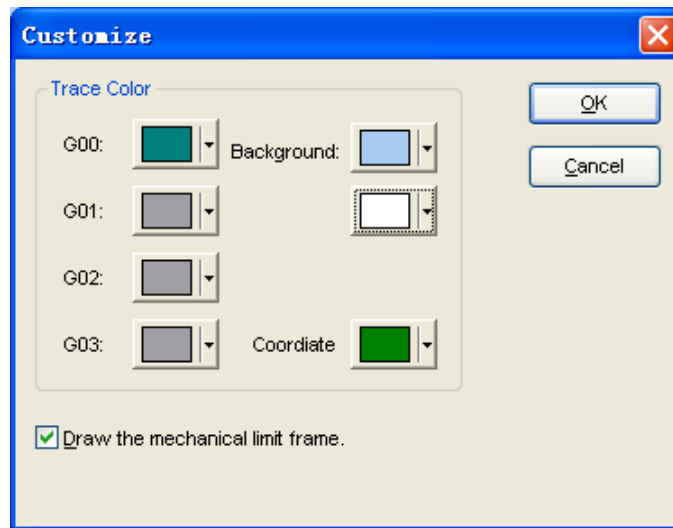 Customize
Trace Color
OK
G00:
Background:
Cancel
G01:
G02:
G03:
Coordiate
Draw the mechanical limit frame.